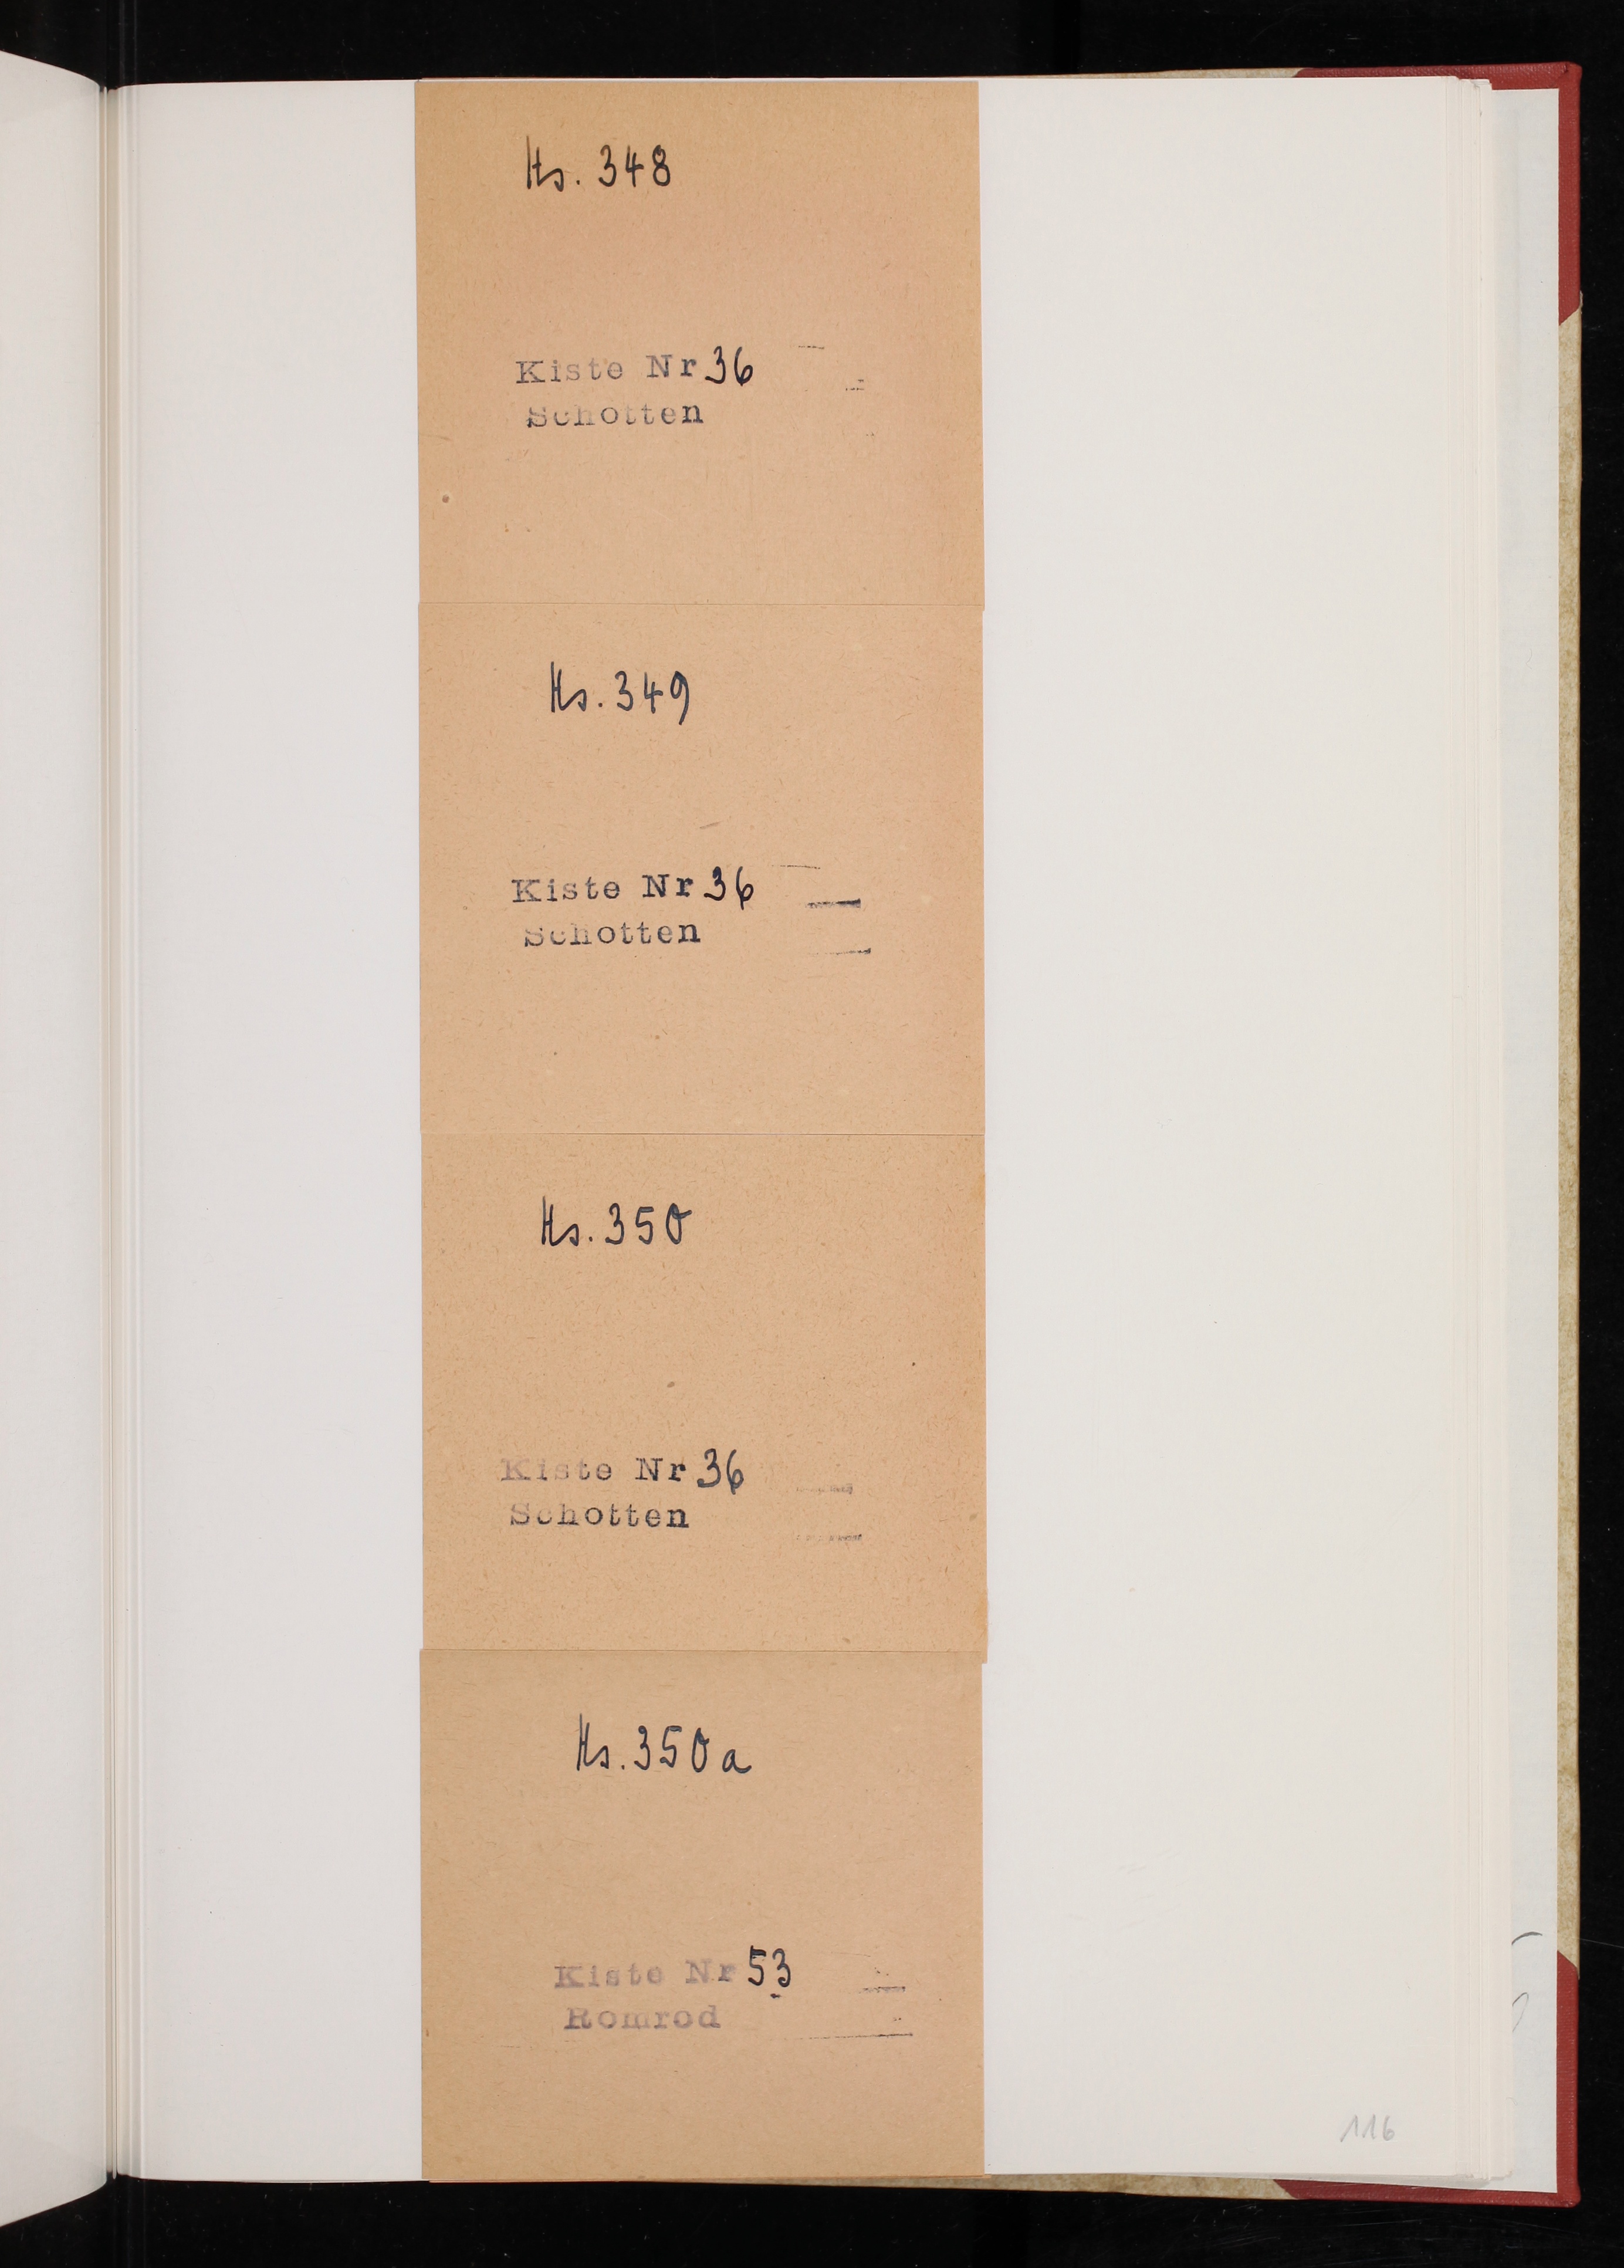 Hs. 348
Kiste Nr 36
Schotten
Hs. 349
Kiste Nr 36
Schotten
Hs. 350
Kiste Nr 36
Schotten
Hs. 350a
Kiste Nr 53
Romrod
116